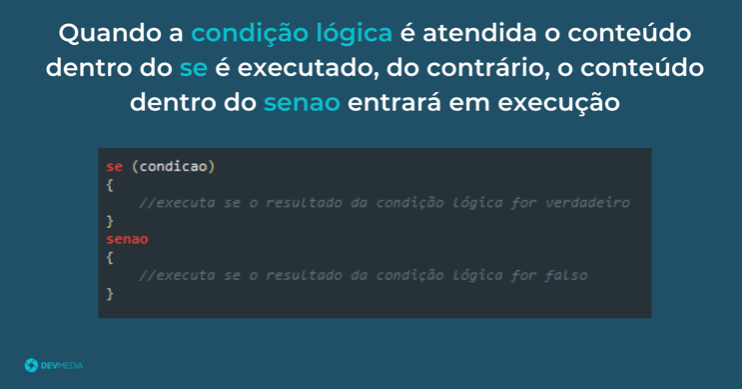 Quando a condição lógica é atendida o conteúdo
dentro do se é executado, do contrário, o conteúdo
dentro do senao entrará em execução
se (condicao)
{
    //executa se o resultado da condição lógica for verdadeiro
}
senao
{
    //executa se o resultado da condição lógica for falso
}
DEVMEDIA